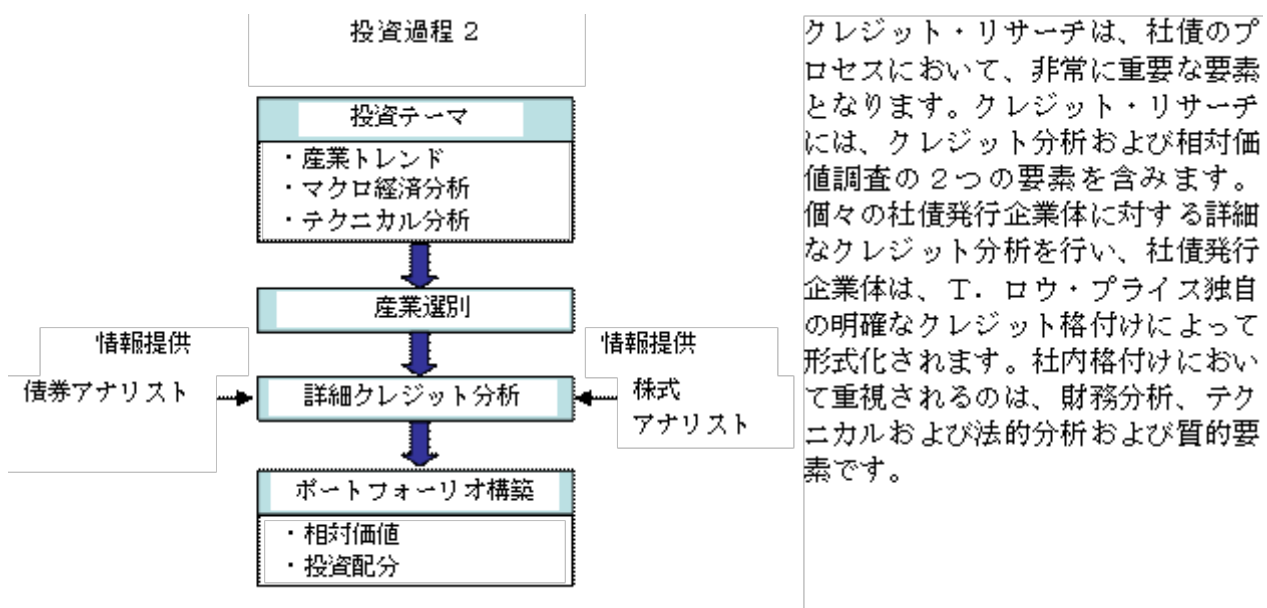 投資過程 2
投資テーマ
・産業トレンド
・マクロ経済分析
・テクニカル分析
産業選別
情報提供
債券アナリスト
詳細クレジット分析
情報提供
株式
アナリスト
ポートフォーリオ構築
・相対価値
・投資配分
クレジット・リサーチは、社債のプ
ロセスにおいて、非常に重要な要素
となります。クレジット・リサーチ
には、クレジット分析および相対価
値調査の2つの要素を含みます。
個々の社債発行企業体に対する詳細
なクレジット分析を行い、社債発行
企業体は、T. ロウ・プライス独自
の明確なクレジット格付けによって
形式化されます。社内格付けにおい
て重視されるのは、財務分析、テク
ニカルおよび法的分析および質的要
素です。